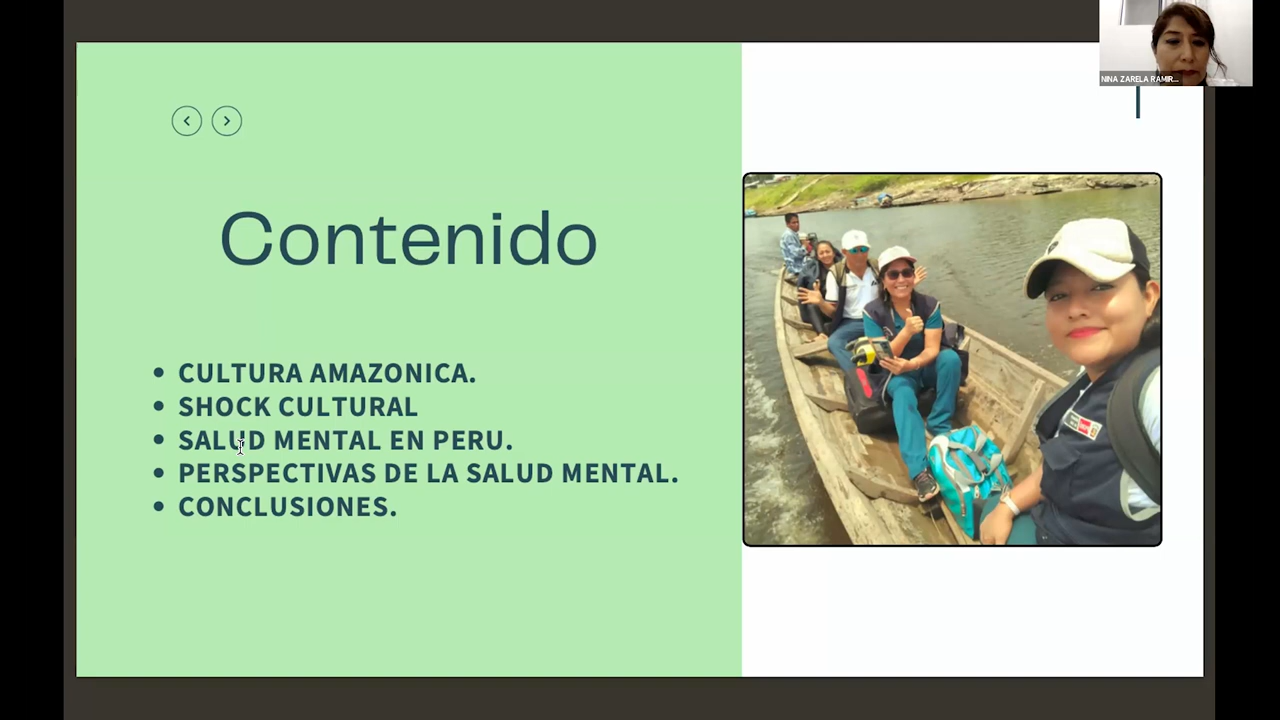 NINA ZARELA RAMIR...
Contenido
• CULTURA AMAZONICA.
• SHOCK CULTURAL
• SALUD MENTAL EN PERU.
• PERSPECTIVAS DE LA SALUD MENTAL.
• CONCLUSIONES.